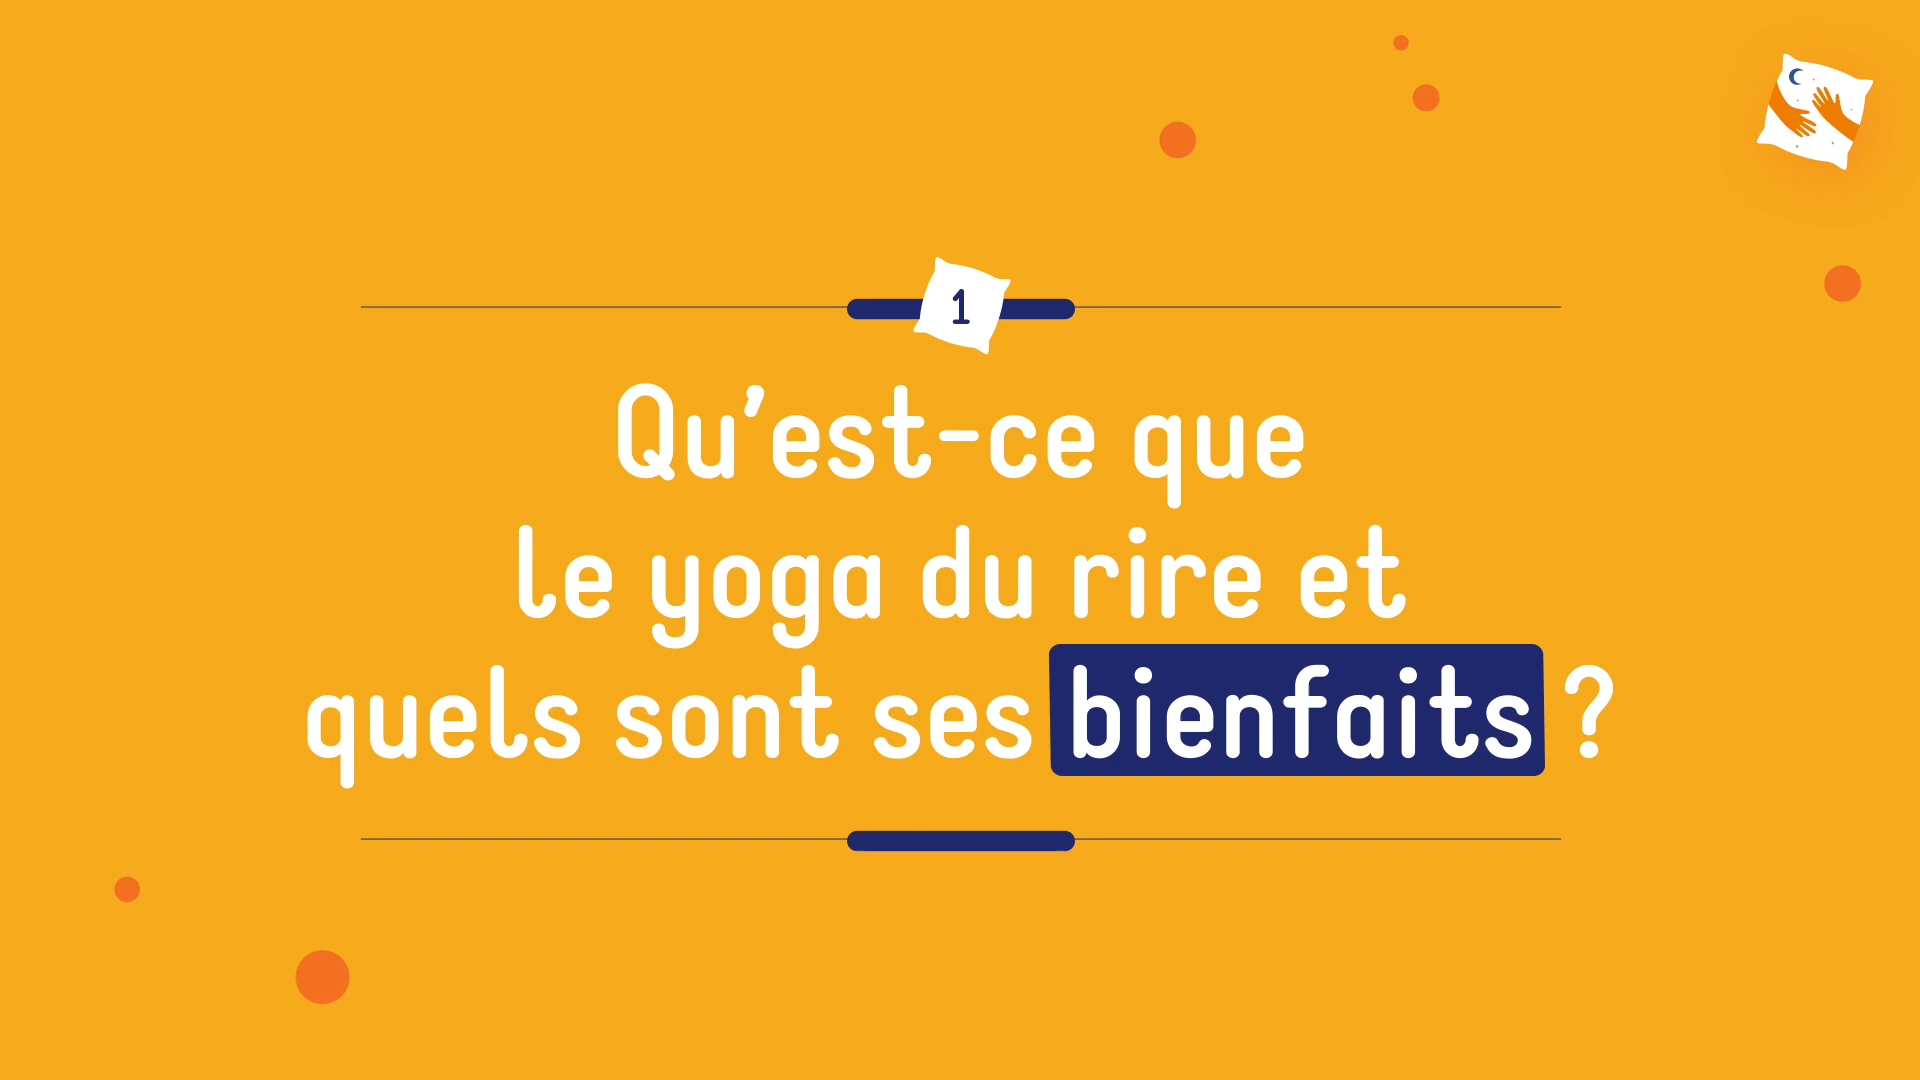 1
Qu’est-ce que
le yoga du rire et
quels sont ses bienfaits ?